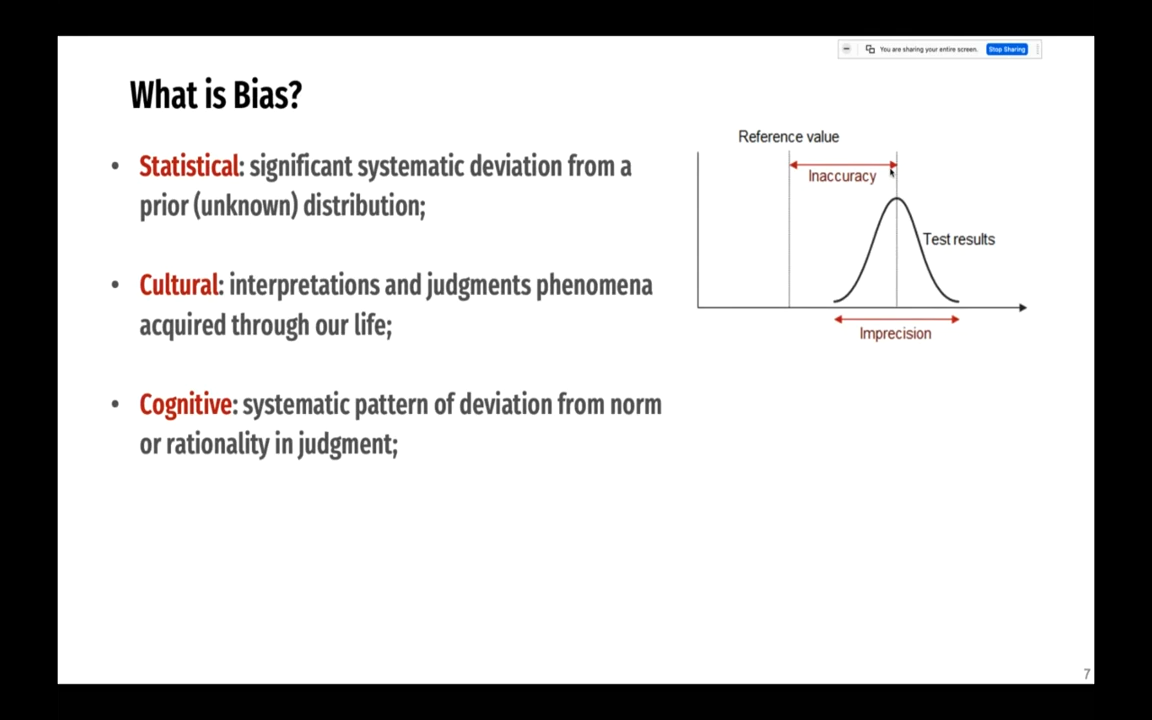 You are sharing your entire screen.
Stop Sharing
What is Bias?
• Statistical: significant systematic deviation from a
prior (unknown) distribution;
• Cultural: interpretations and judgments phenomena
acquired through our life;
• Cognitive: systematic pattern of deviation from norm
or rationality in judgment;
Reference value
Inaccuracy
Test results
Imprecision
7